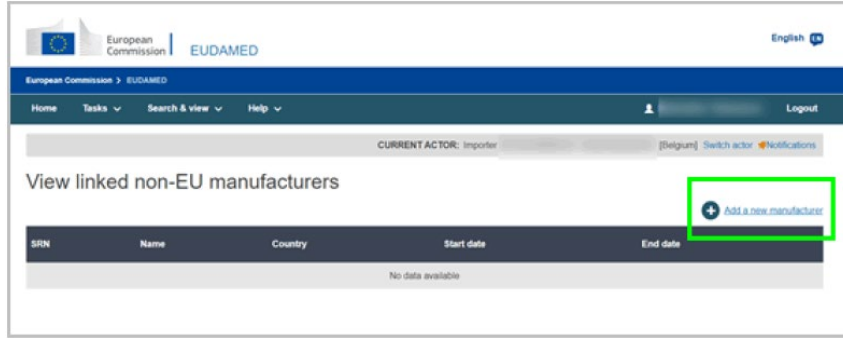 European
Commission
EUDAMED
English EN
European Commission > EUDAMED
Home Tasks Search & view Help Logout
CURRENT ACTOR: Importer [Belgium] Switch actor Notifications
View linked non-EU manufacturers
Add a new manufacturer
SRN Name Country Start date End date
No data available